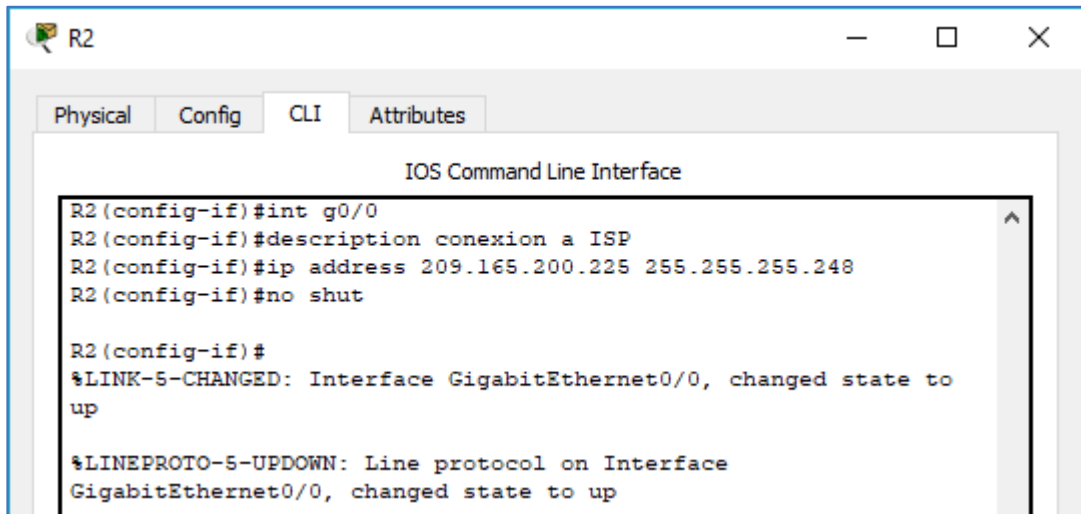 R2
Physical Config CLI Attributes
IOS Command Line Interface
R2(config-if)#int g0/0
R2(config-if)#description conexion a ISP
R2(config-if)#ip address 209.165.200.225 255.255.255.248
R2(config-if)#no shut
R2(config-if)#
%LINK-5-CHANGED: Interface GigabitEthernet0/0, changed state to
up
%LINEPROTO-5-UPDOWN: Line protocol on Interface
GigabitEthernet0/0, changed state to up